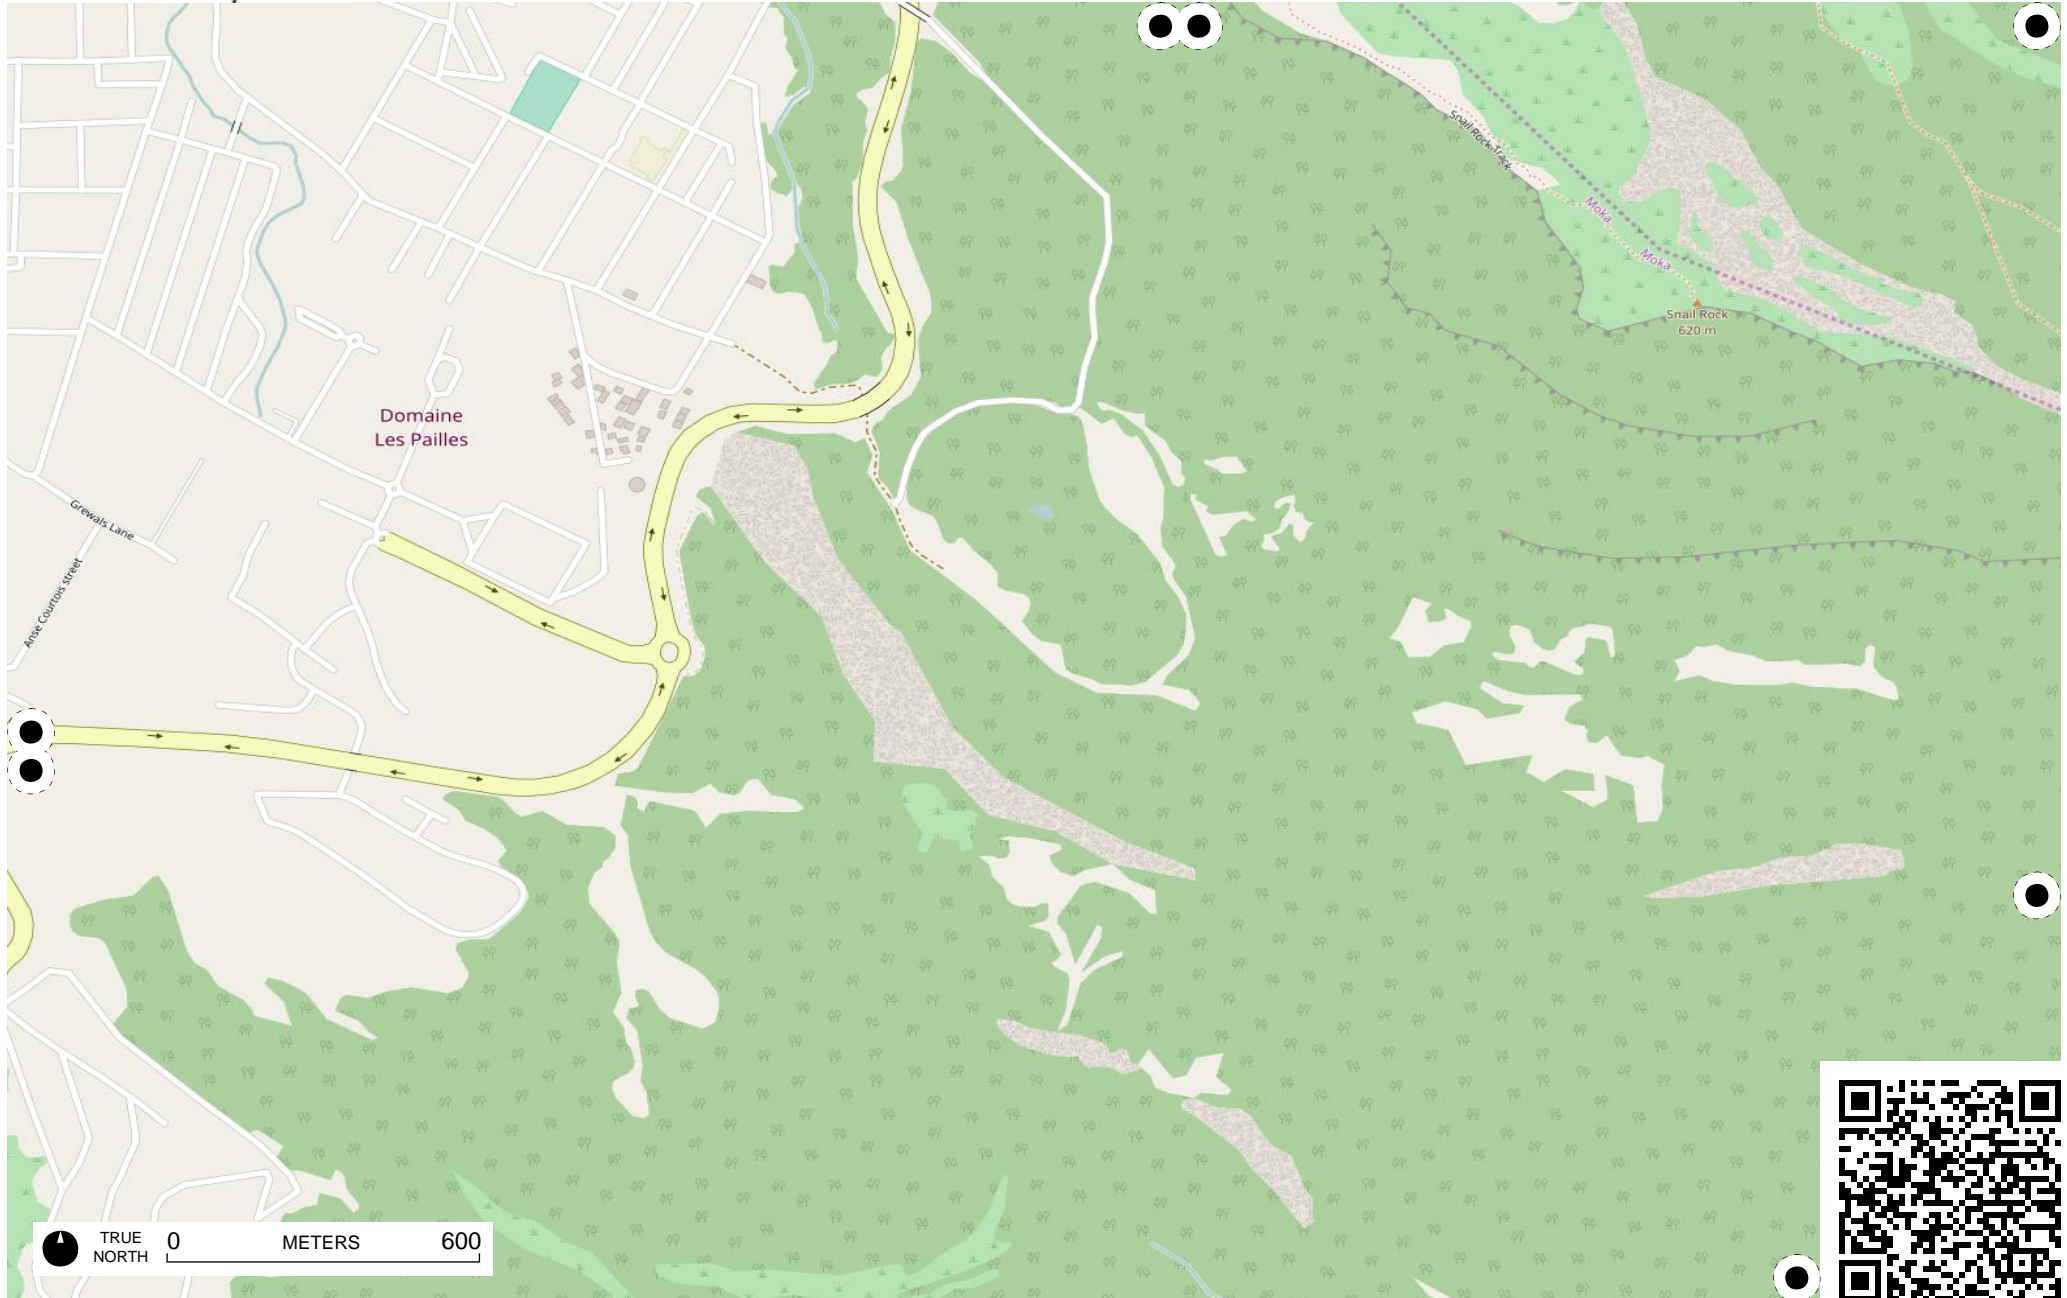 Snail Rock Track
Moka
Moka
Snail Rock
620 m
Domaine
Les Pailles
Grewals Lane
Anse Courtois street
TRUE
NORTH
0 METERS 600